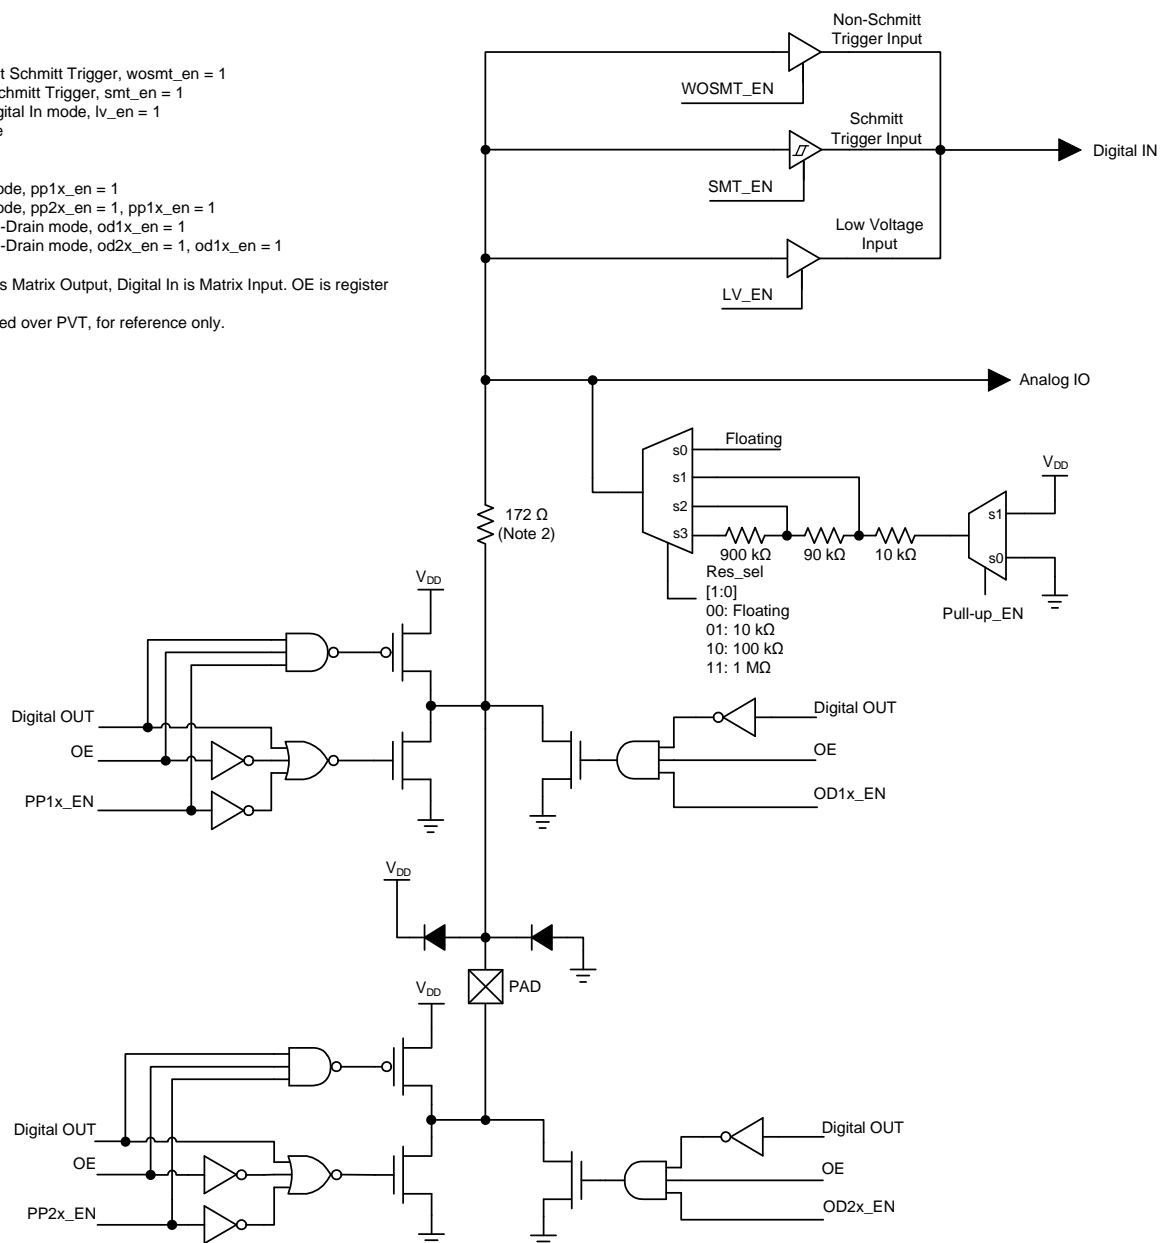 t Schmitt Trigger, wosmt_en = 1
chmitt Trigger, smt_en = 1
gital In mode, lv_en = 1
e
ode, pp1x_en = 1
ode, pp2x_en = 1, pp1x_en = 1
-Drain mode, od1x_en = 1
-Drain mode, od2x_en = 1, od1x_en = 1
s Matrix Output, Digital In is Matrix Input. OE is register
ed over PVT, for reference only.
Non-Schmitt
Trigger Input
WOSMT_EN
Schmitt
Trigger Input
Digital IN
SMT_EN
Low Voltage
Input
LV_EN
Analog IO
Floating
s0
s1
s2
s3
VDD
s1
s0
172 Ω
(Note 2)
900 kΩ
90 kΩ
10 kΩ
Res_sel
[1:0]
00: Floating
01: 10 kΩ
10: 100 kΩ
11: 1 MΩ
Pull-up_EN
VDD
Digital OUT
OE
PP1x_EN
Digital OUT
OE
OD1x_EN
VDD
PAD
VDD
Digital OUT
OE
PP2x_EN
Digital OUT
OE
OD2x_EN